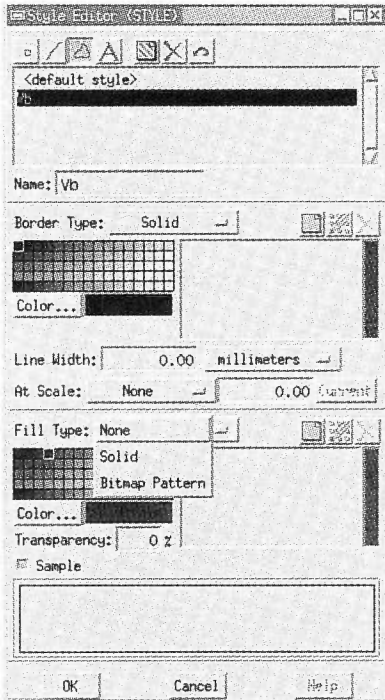 Style Editor (STYLE)
A
<default style>
Vb
Name: Vb
Border Type: Solid
Color...
Line Width: 0.00 millimeters
At Scale: None 0.00 Current
Fill Type: None
Solid
Bitmap Pattern
Color...
Transparency: 0 %
Sample
OK Cancel Help